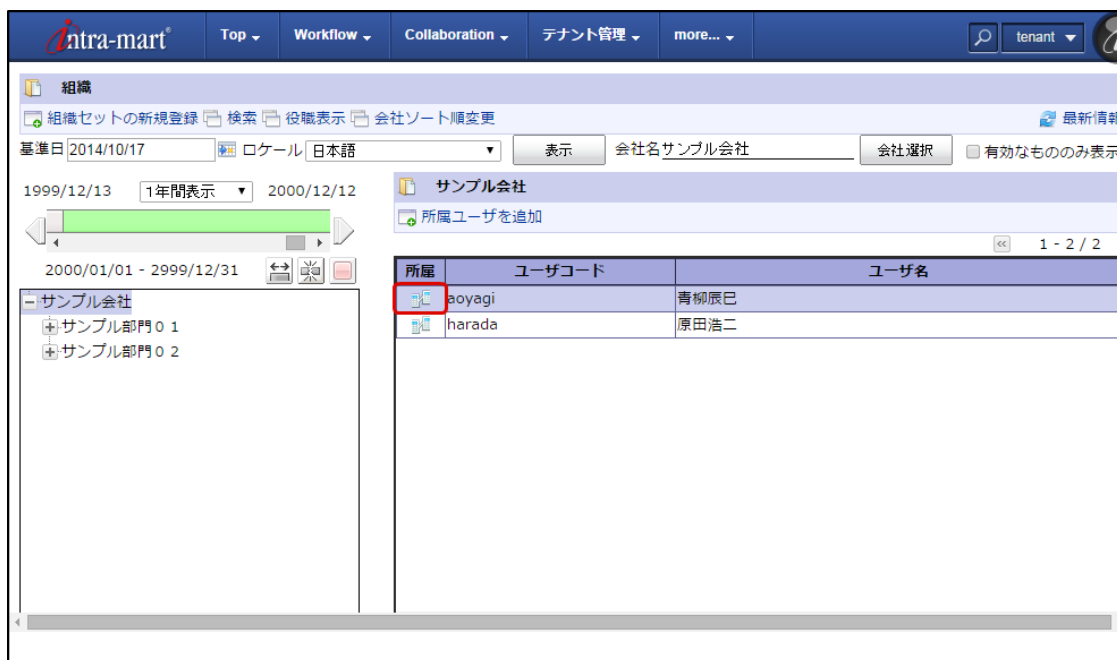 intra-mart® Top Workflow Collaboration テナント管理 more... tenant
組織
組織セットの新規登録 検索 役職表示 会社ソート順変更 最新情報
基準日 2014/10/17 ロケール 日本語 表示 会社名 サンプル会社 会社選択 有効なもののみ表示
1999/12/13 1年間表示 2000/12/12
サンプル会社
所属ユーザを追加
1 - 2 / 2
2000/01/01 - 2999/12/31
所属 ユーザコード ユーザ名
サンプル会社
aoyagi 青柳辰巳
サンプル部門01
harada 原田浩二
サンプル部門02